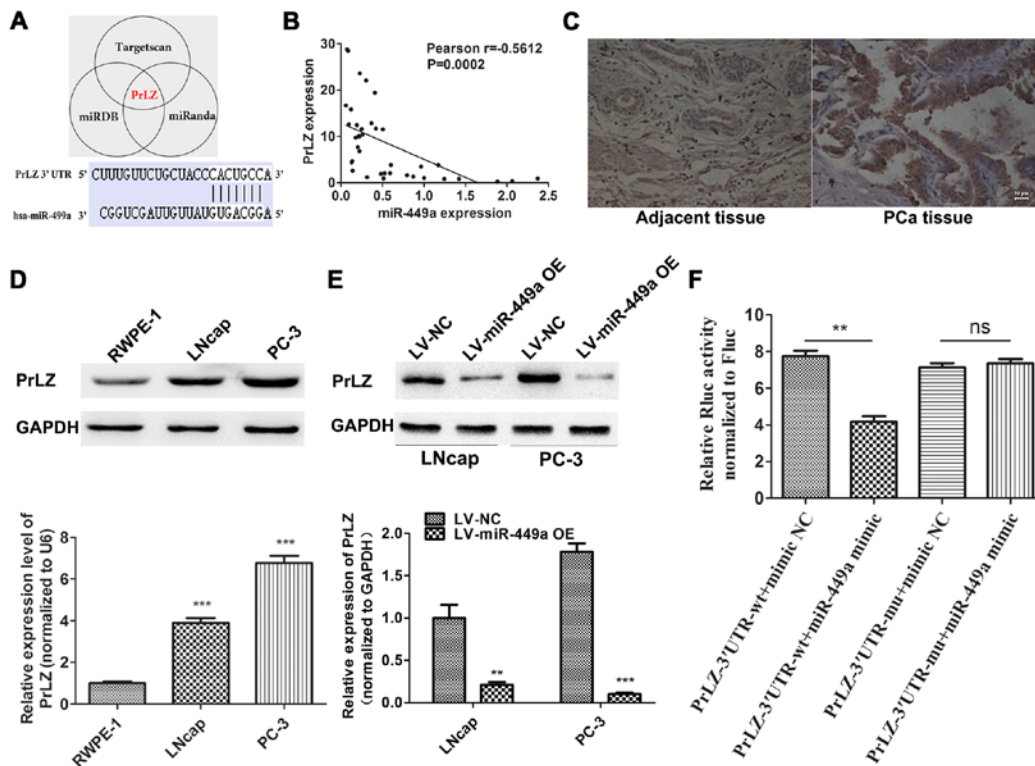 A
Targetscan
PrLZ
miRDB
miRanda
PrLZ 3' UTR 5' CUUUGUUCUGCUACCCACUGCCA 3'
hsa-miR-499a 3' CGGUCGAUUGUUAUGUGACGGA 5'
B
Pearson r=-0.5612
P=0.0002
PrLZ expression
30
20
10
0
0.0 0.5 1.0 1.5 2.0 2.5
miR-449a expression
C
Adjacent tissue
PCa tissue
D
RWPE-1
LNcap
PC-3
PrLZ
GAPDH
Relative expression level of
PrLZ (normalized to U6)
8
6
4
2
0
***
***
RWPE-1
LNcap
PC-3
E
LV-NC
LV-miR-449a OE
LV-NC
LV-miR-449a OE
PrLZ
GAPDH
LNcap
PC-3
Relative expression of PrLZ
(normalized to GAPDH)
2.0
1.5
1.0
0.5
0.0
LV-NC
LV-miR-449a OE
**
***
LNcap
PC-3
F
Relative Rluc activity
normalized to Fluc
10
8
6
4
2
0
**
ns
PrLZ-3'UTR-wt+mimic NC
PrLZ-3'UTR-wt+miR-449a mimic
PrLZ-3'UTR-mu+mimic NC
PrLZ-3'UTR-mu+miR-449a mimic